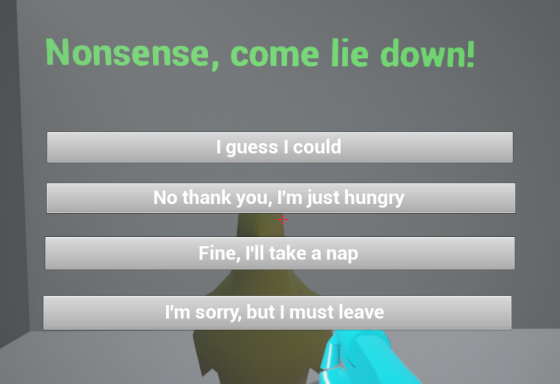 Nonsense, come lie down!
I guess I could
No thank you, I'm just hungry
Fine, I'll take a nap
I'm sorry, but I must leave